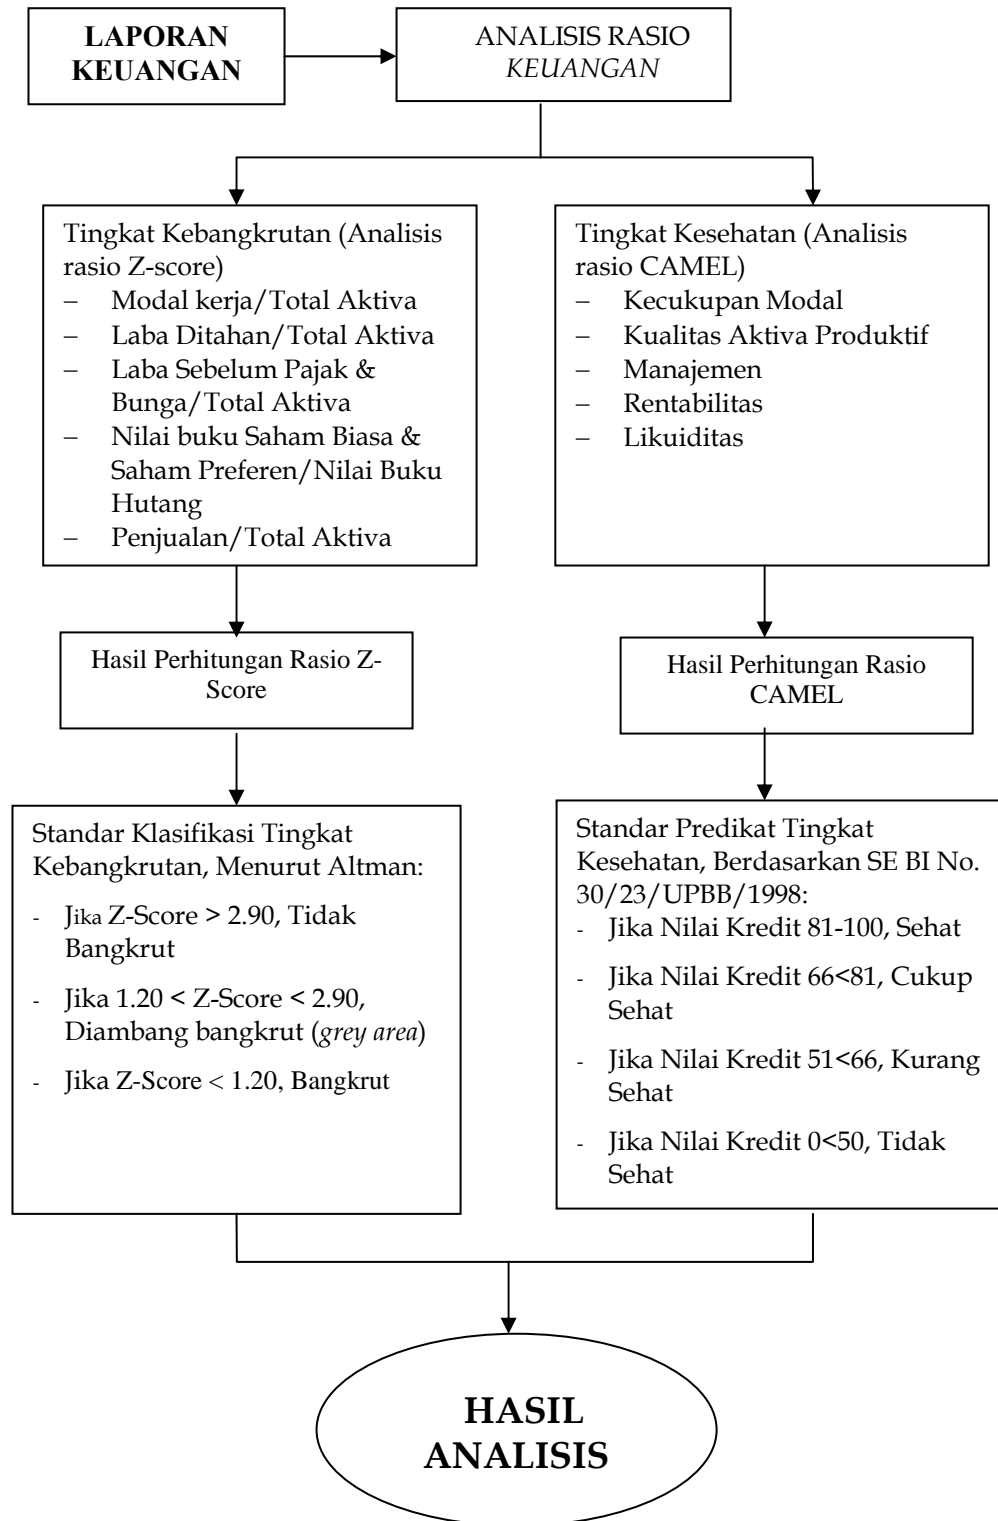 LAPORAN
KEUANGAN
ANALISIS RASIO
KEUANGAN
Tingkat Kebangkrutan (Analisis
rasio Z-score)
– Modal kerja/Total Aktiva
– Laba Ditahan/Total Aktiva
– Laba Sebelum Pajak &
Bunga/Total Aktiva
– Nilai buku Saham Biasa &
Saham Preferen/Nilai Buku
Hutang
– Penjualan/Total Aktiva
Tingkat Kesehatan (Analisis
rasio CAMEL)
– Kecukupan Modal
– Kualitas Aktiva Produktif
– Manajemen
– Rentabilitas
– Likuiditas
Hasil Perhitungan Rasio Z-
Score
Hasil Perhitungan Rasio
CAMEL
Standar Klasifikasi Tingkat
Kebangkrutan, Menurut Altman:
- Jika Z-Score > 2.90, Tidak
Bangkrut
- Jika 1.20 < Z-Score < 2.90,
Diambang bangkrut (grey area)
- Jika Z-Score < 1.20, Bangkrut
Standar Predikat Tingkat
Kesehatan, Berdasarkan SE BI No.
30/23/UPBB/1998:
- Jika Nilai Kredit 81-100, Sehat
- Jika Nilai Kredit 66<81, Cukup
Sehat
- Jika Nilai Kredit 51<66, Kurang
Sehat
- Jika Nilai Kredit 0<50, Tidak
Sehat
HASIL
ANALISIS